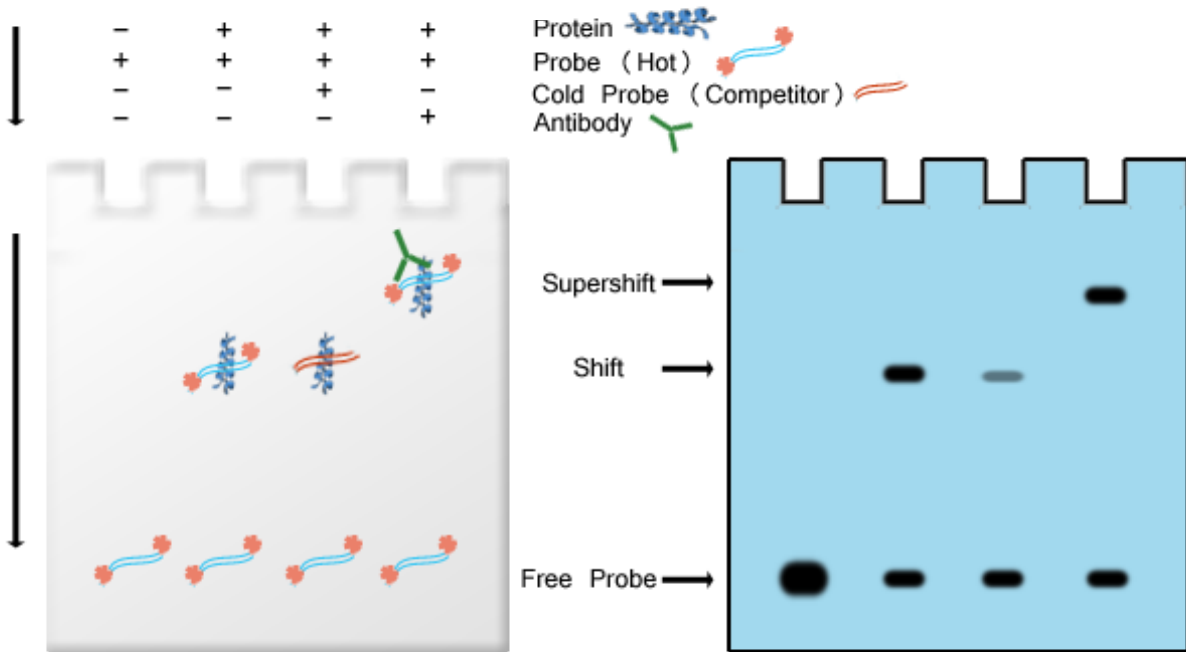 − + + + Protein
+ + + + Probe （Hot）
− − + − Cold Probe （Competitor）
− − − + Antibody
Supershift
Shift
Free Probe